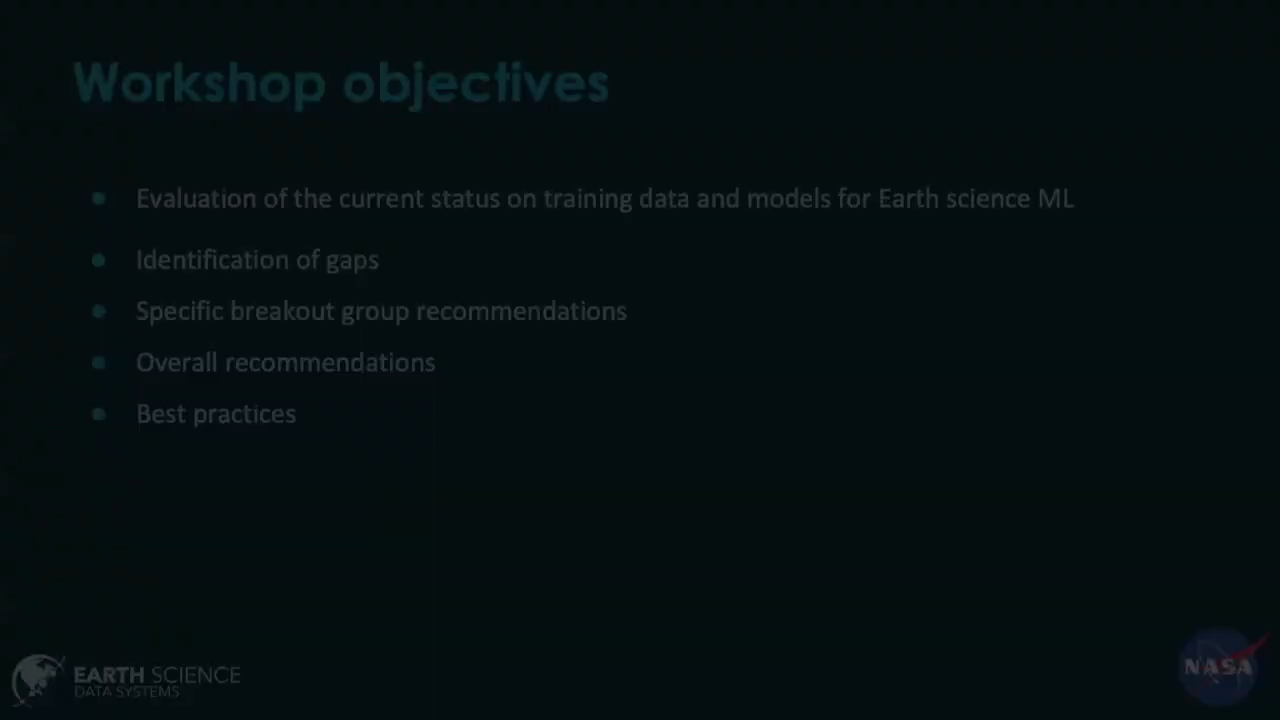 Workshop objectives
Evaluation of the current status on training data and models for Earth science ML
Identification of gaps
Specific breakout group recommendations
Overall recommendations
Best practices
EARTH SCIENCE
DATA SYSTEMS
NASA